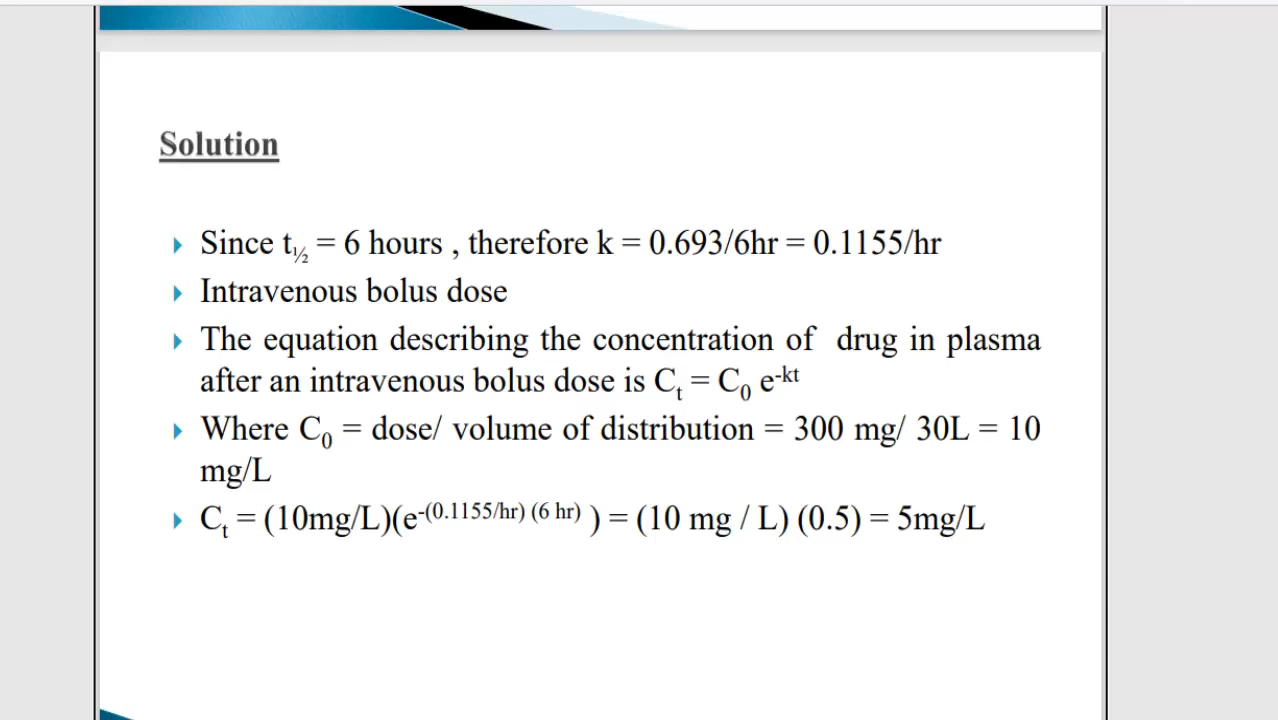 Solution
Since t½ = 6 hours , therefore k = 0.693/6hr = 0.1155/hr
Intravenous bolus dose
The equation describing the concentration of drug in plasma
after an intravenous bolus dose is Ct = C0 e-kt
Where C0 = dose/ volume of distribution = 300 mg/ 30L = 10
mg/L
Ct = (10mg/L)(e-(0.1155/hr) (6 hr) ) = (10 mg / L) (0.5) = 5mg/L